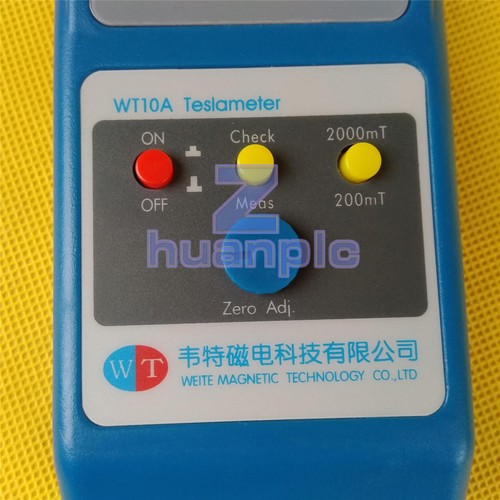 WT10A Teslameter
ON Check 2000mT
OFF Meas 200mT
Z
huanplc
Zero Adj.
WT 韦特磁电科技有限公司
WEITE MAGNETIC TECHNOLOGY CO.,LTD